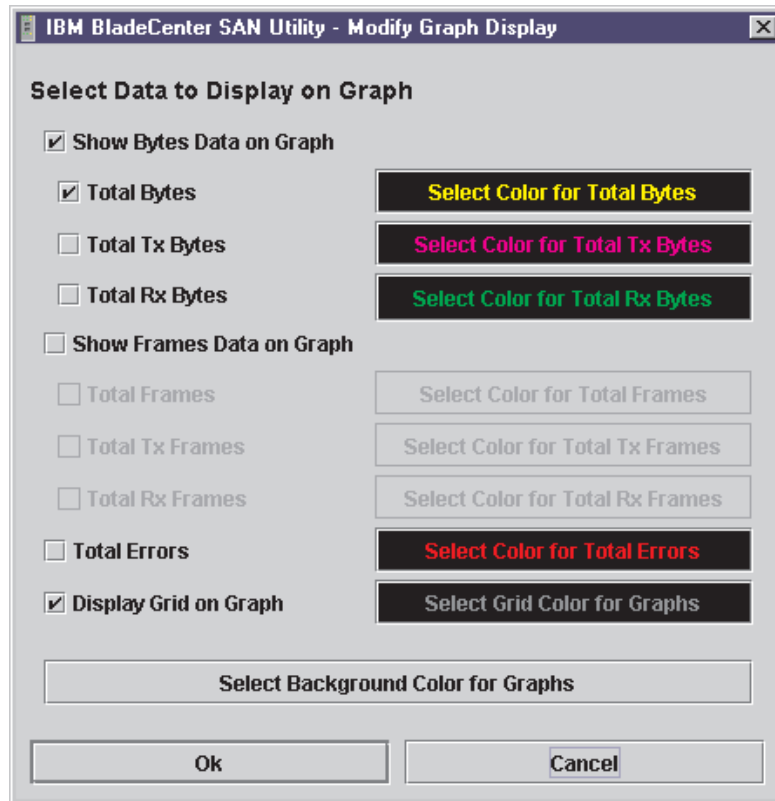 IBM BladeCenter SAN Utility - Modify Graph Display
Select Data to Display on Graph
Show Bytes Data on Graph
Total Bytes
Select Color for Total Bytes
Total Tx Bytes
Select Color for Total Tx Bytes
Total Rx Bytes
Select Color for Total Rx Bytes
Show Frames Data on Graph
Total Frames
Select Color for Total Frames
Total Tx Frames
Select Color for Total Tx Frames
Total Rx Frames
Select Color for Total Rx Frames
Total Errors
Select Color for Total Errors
Display Grid on Graph
Select Grid Color for Graphs
Select Background Color for Graphs
Ok
Cancel